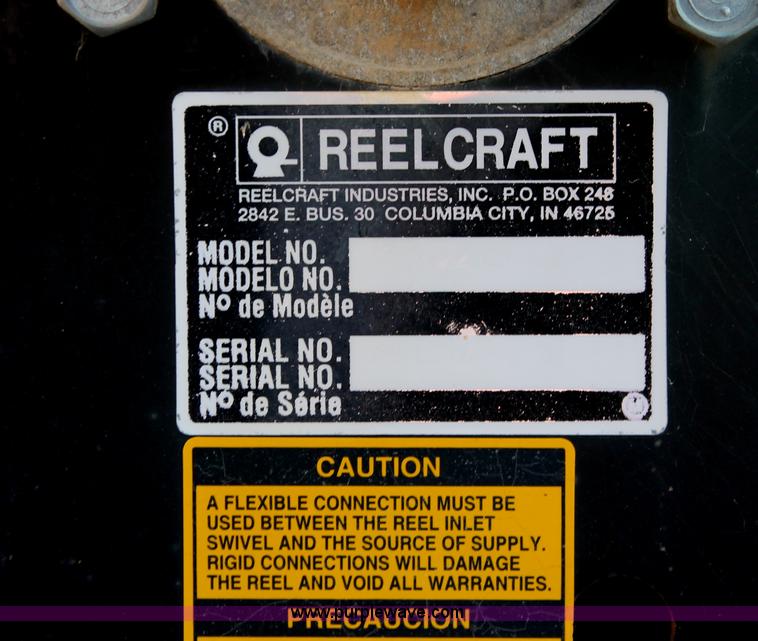 ®
REELCRAFT
REELCRAFT INDUSTRIES, INC. P.O. BOX 248
2842 E. BUS. 30 COLUMBIA CITY, IN 46725
MODEL NO.
MODELO NO.
Nº de Modèle
SERIAL NO.
SERIAL NO.
Nº de Série
CAUTION
A FLEXIBLE CONNECTION MUST BE
USED BETWEEN THE REEL INLET
SWIVEL AND THE SOURCE OF SUPPLY.
RIGID CONNECTIONS WILL DAMAGE
THE REEL AND VOID ALL WARRANTIES.
www.purplewave.com
PRECAUCION